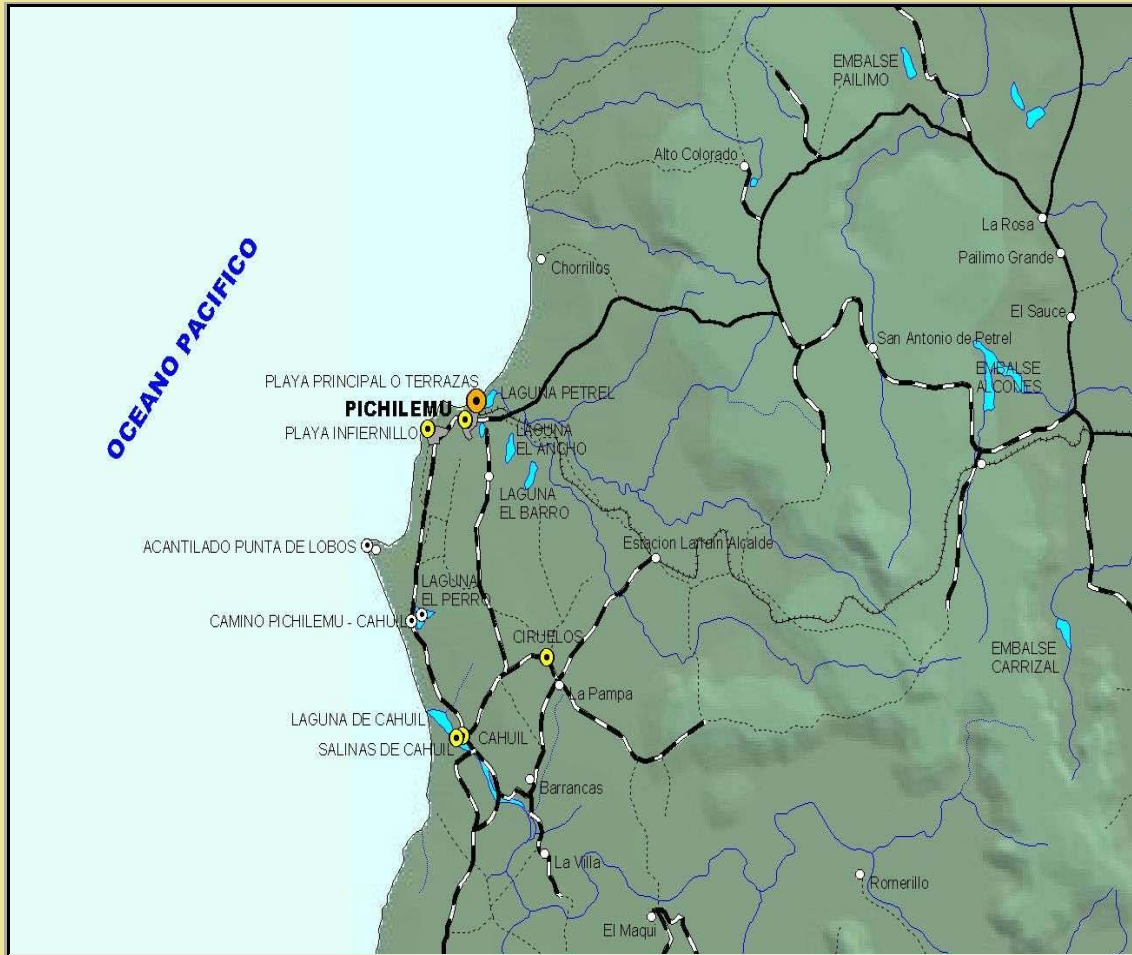 EMBALSE
PAILIMO
Alto Colorado
La Rosa
Pailimo Grande
Chorrillos
El Sauce
San Antonio de Petrel
EMBALSE
ALCONES
OCEANO PACIFICO
PLAYA PRINCIPAL O TERRAZAS
LAGUNA PETREL
PICHILEMU
PLAYA INFIERNILLO
LAGUNA
EL ANCHO
LAGUNA
EL BARRO
ACANTILADO PUNTA DE LOBOS
Estacion Larrain Alcalde
LAGUNA
EL PERRO
CAMINO PICHILEMU - CAHUIL
CIRUELOS
EMBALSE
CARRIZAL
La Pampa
LAGUNA DE CAHUIL
SALINAS DE CAHUIL
CAHUIL
Barrancas
La Villa
Romerillo
El Maqui